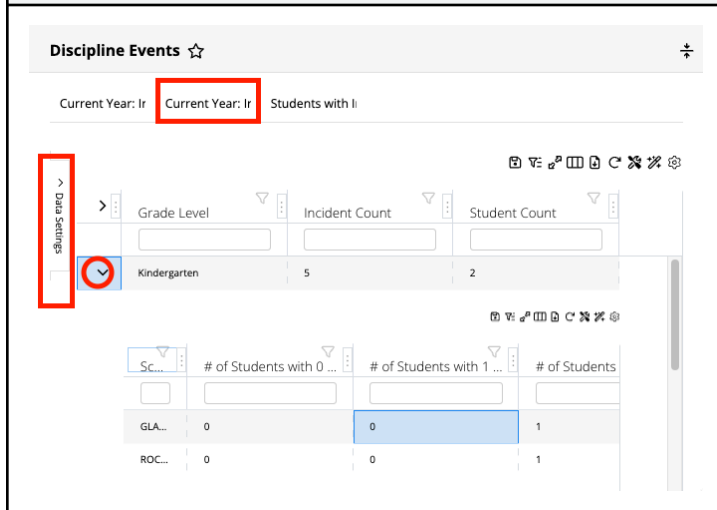 Discipline Events
Current Year: Ir Current Year: Ir Students with I
Data Settings
Grade Level Incident Count Student Count
Kindergarten 5 2
Sc... # of Students with 0 ... # of Students with 1 ... # of Students
GLA... 0 0 1
ROC... 0 0 1